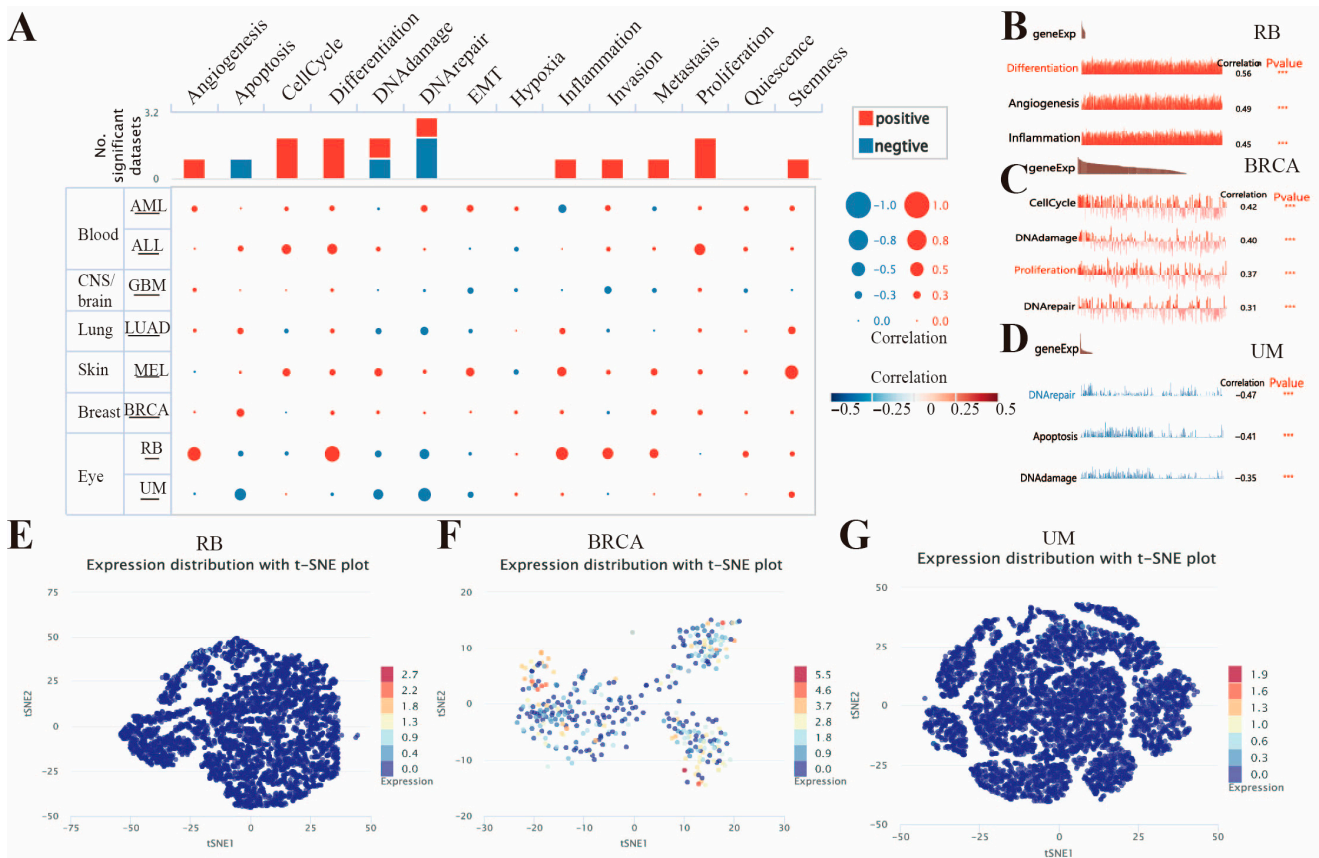 A
Angiogenesis
Apoptosis
CellCycle
Differentiation
DNAdamage
DNArepair
EMT
Hypoxia
Inflammation
Invasion
Metastasis
Proliferation
Quiescence
Stemness
No. significant datasets
3.2
0
positive
negtive
Blood
AML
ALL
CNS/
brain
GBM
Lung
LUAD
Skin
MEL
Breast
BRCA
Eye
RB
UM
-1.0 1.0
-0.8 0.8
-0.5 0.5
-0.3 0.3
0.0 0.0
Correlation
Correlation
-0.5 -0.25 0 0.25 0.5
B
geneExp
RB
Correlation Pvalue
Differentiation 0.56 ***
Angiogenesis 0.49 ***
Inflammation 0.45 ***
geneExp
BRCA
C
Correlation Pvalue
CellCycle 0.42 ***
DNAdamage 0.40 ***
Proliferation 0.37 ***
DNArepair 0.31 ***
D
geneExp
UM
Correlation Pvalue
DNArepair -0.47 ***
Apoptosis -0.41 ***
DNAdamage -0.35 ***
E
RB
Expression distribution with t-SNE plot
75
50
25
0
-25
-50
-75 -50 -25 0 25 50
tSNE2
tSNE1
2.7
2.2
1.8
1.3
0.9
0.4
0.0
Expression
F
BRCA
Expression distribution with t-SNE plot
20
10
0
-10
-20
-30 -20 -10 0 10 20 30
tSNE2
tSNE1
5.5
4.6
3.7
2.8
1.8
0.9
0.0
Expression
G
UM
Expression distribution with t-SNE plot
50
25
0
-25
-50
-50 -25 0 25 50
tSNE2
tSNE1
1.9
1.6
1.3
1.0
0.6
0.3
0.0
Expression